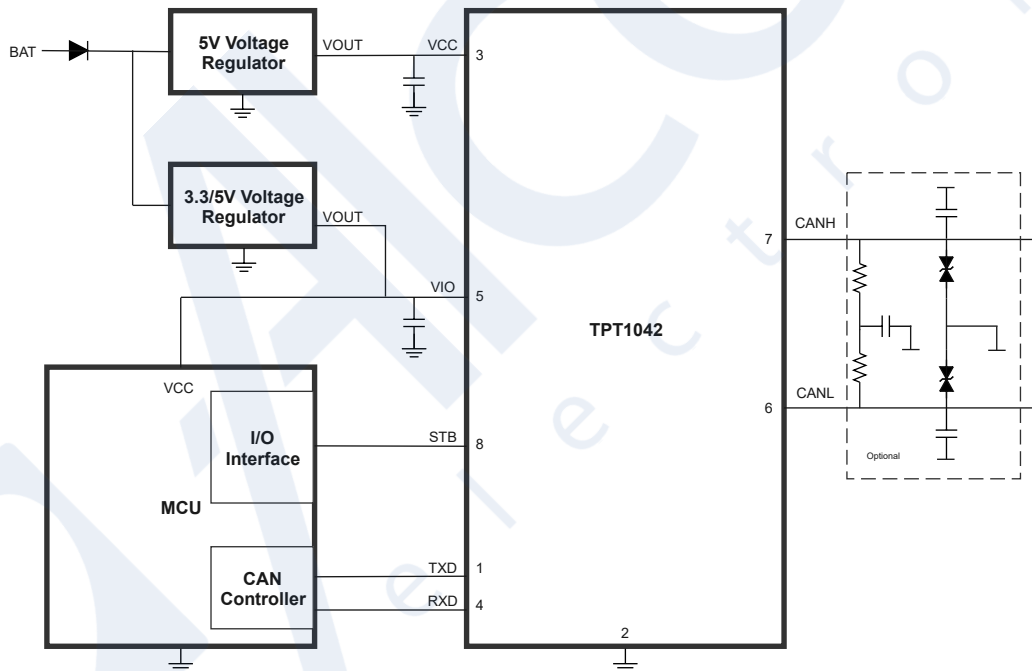 BAT
5V Voltage
Regulator
VOUT
VCC
3
3.3/5V Voltage
Regulator
VOUT
VIO
5
TPT1042
7
CANH
6
CANL
Optional
VCC
I/O
Interface
MCU
STB
8
CAN
Controller
TXD
1
RXD
4
2
e l e c t r o